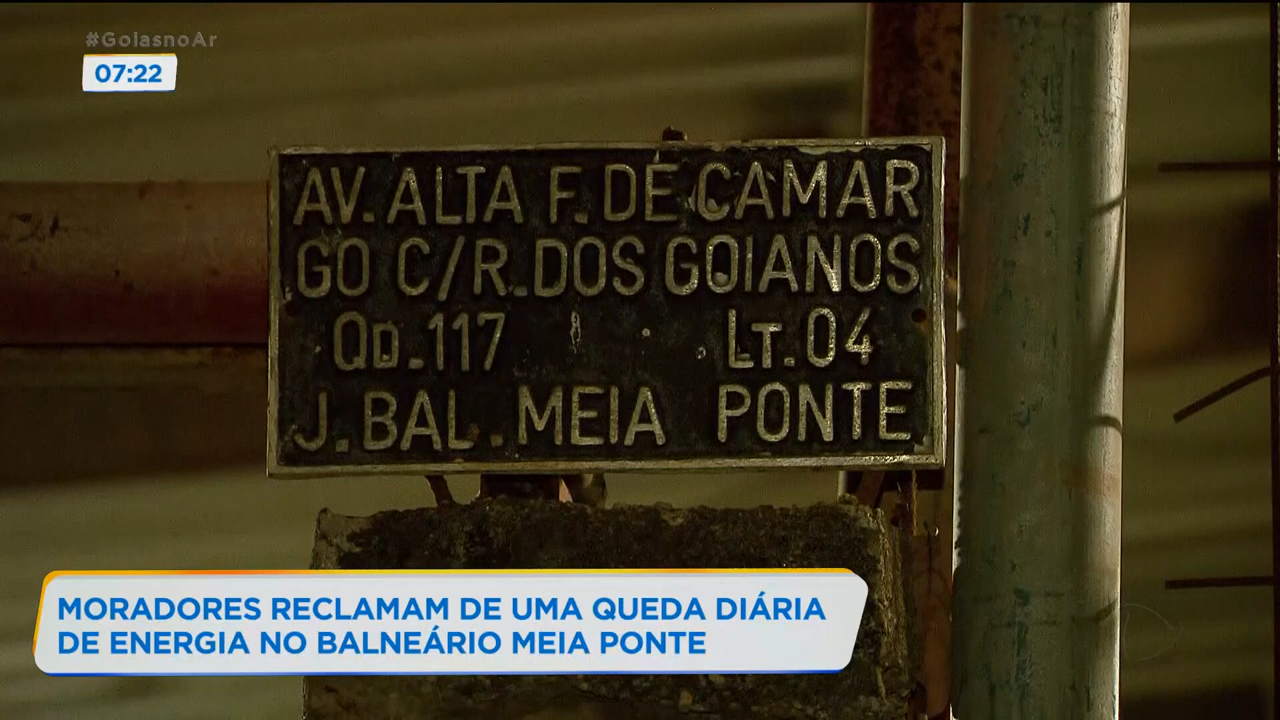 #GoiasnoAr
07:22
AV. ALTA F. DE CAMAR
GO C/R. DOS GOIANOS
QD. 117 LT. 04
J. BAL. MEIA PONTE
MORADORES RECLAMAM DE UMA QUEDA DIÁRIA
DE ENERGIA NO BALNEÁRIO MEIA PONTE